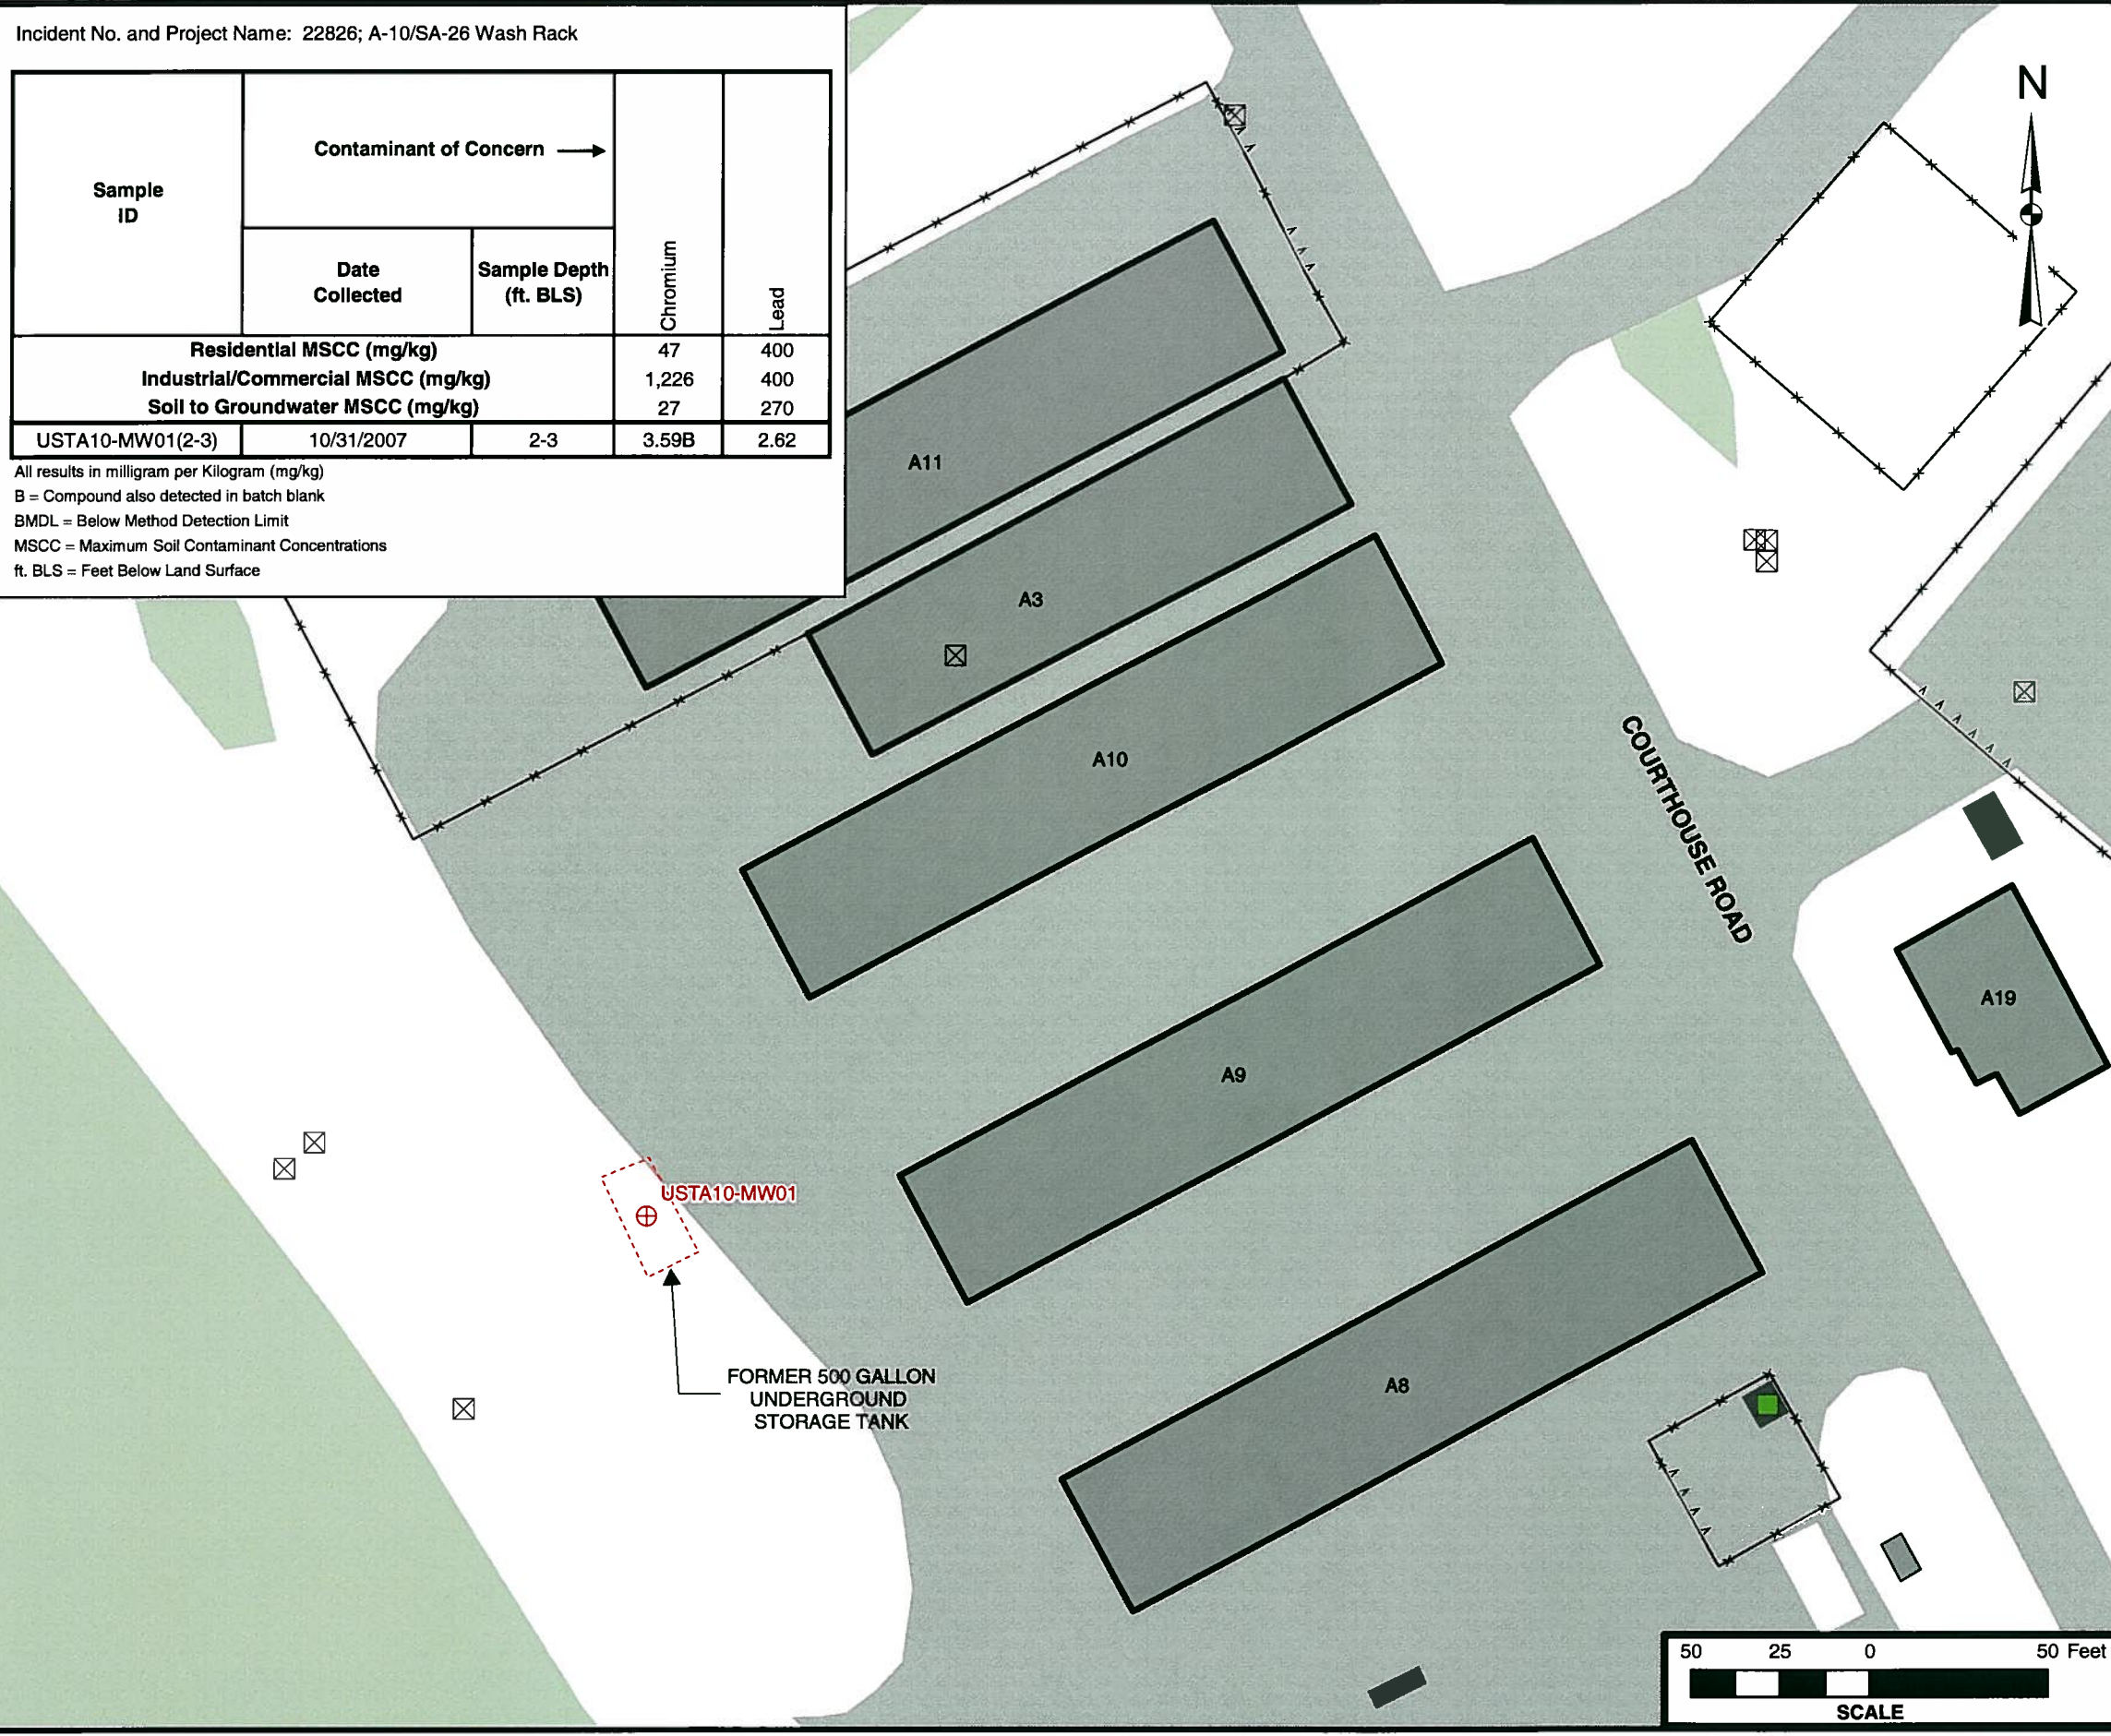 Incident No. and Project Name: 22826; A-10/SA-26 Wash Rack
Sample
ID
Contaminant of Concern
Date
Collected
Sample Depth
(ft. BLS)
Chromium
Lead
Residential MSCC (mg/kg) 47 400
Industrial/Commercial MSCC (mg/kg) 1,226 400
Soil to Groundwater MSCC (mg/kg) 27 270
USTA10-MW01(2-3) 10/31/2007 2-3 3.59B 2.62
All results in milligram per Kilogram (mg/kg)
B = Compound also detected in batch blank
BMDL = Below Method Detection Limit
MSCC = Maximum Soil Contaminant Concentrations
ft. BLS = Feet Below Land Surface
N
A11
A3
A10
COURTHOUSE ROAD
A19
A9
USTA10-MW01
FORMER 500 GALLON
UNDERGROUND
STORAGE TANK
A8
50 25 0 50 Feet
SCALE